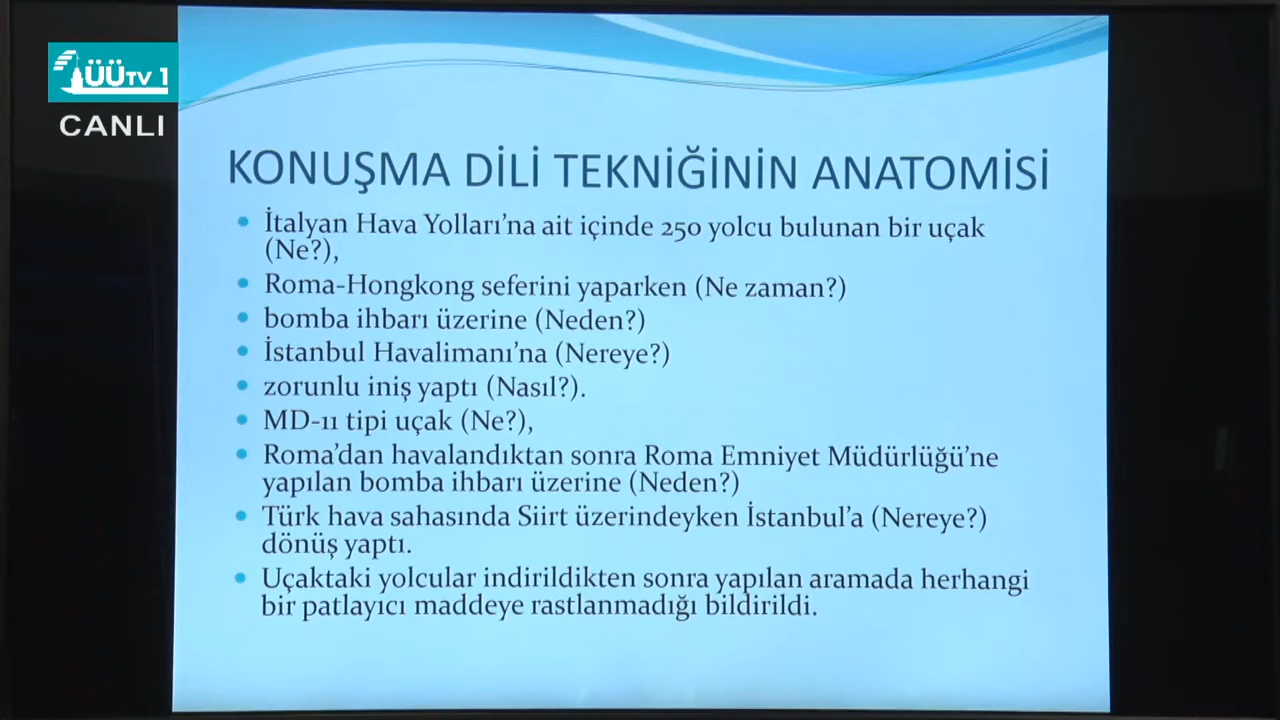 ÜÜTV 1
CANLI
KONUŞMA DİLİ TEKNİĞİNİN ANATOMİSİ
• İtalyan Hava Yolları’na ait içinde 250 yolcu bulunan bir uçak
(Ne?),
• Roma-Hongkong seferini yaparken (Ne zaman?)
• bomba ihbarı üzerine (Neden?)
• İstanbul Havalimanı’na (Nereye?)
• zorunlu iniş yaptı (Nasıl?).
• MD-11 tipi uçak (Ne?),
• Roma’dan havalandıktan sonra Roma Emniyet Müdürlüğü’ne
yapılan bomba ihbarı üzerine (Neden?)
• Türk hava sahasında Siirt üzerindeyken İstanbul’a (Nereye?)
dönüş yaptı.
• Uçaktaki yolcular indirildikten sonra yapılan aramada herhangi
bir patlayıcı maddeye rastlanmadığı bildirildi.